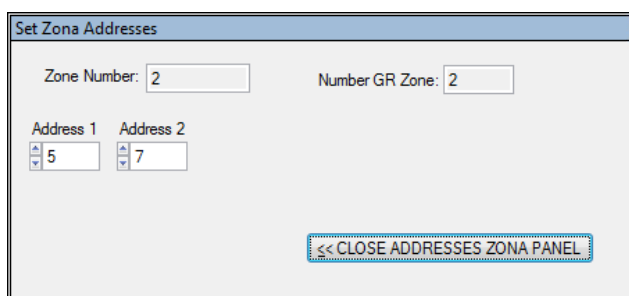 Set Zona Addresses
Zone Number: 2 Number GR Zone: 2
Address 1 Address 2
5 7
<< CLOSE ADDRESSES ZONA PANEL